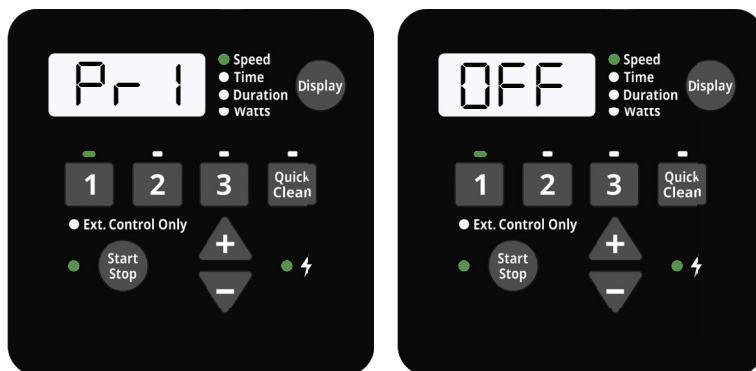 Pr 1
Speed
Time
Duration
Watts
Display
1
2
3
Quick
Clean
Ext. Control Only
Start
Stop
+
−
OFF
Speed
Time
Duration
Watts
Display
1
2
3
Quick
Clean
Ext. Control Only
Start
Stop
+
−